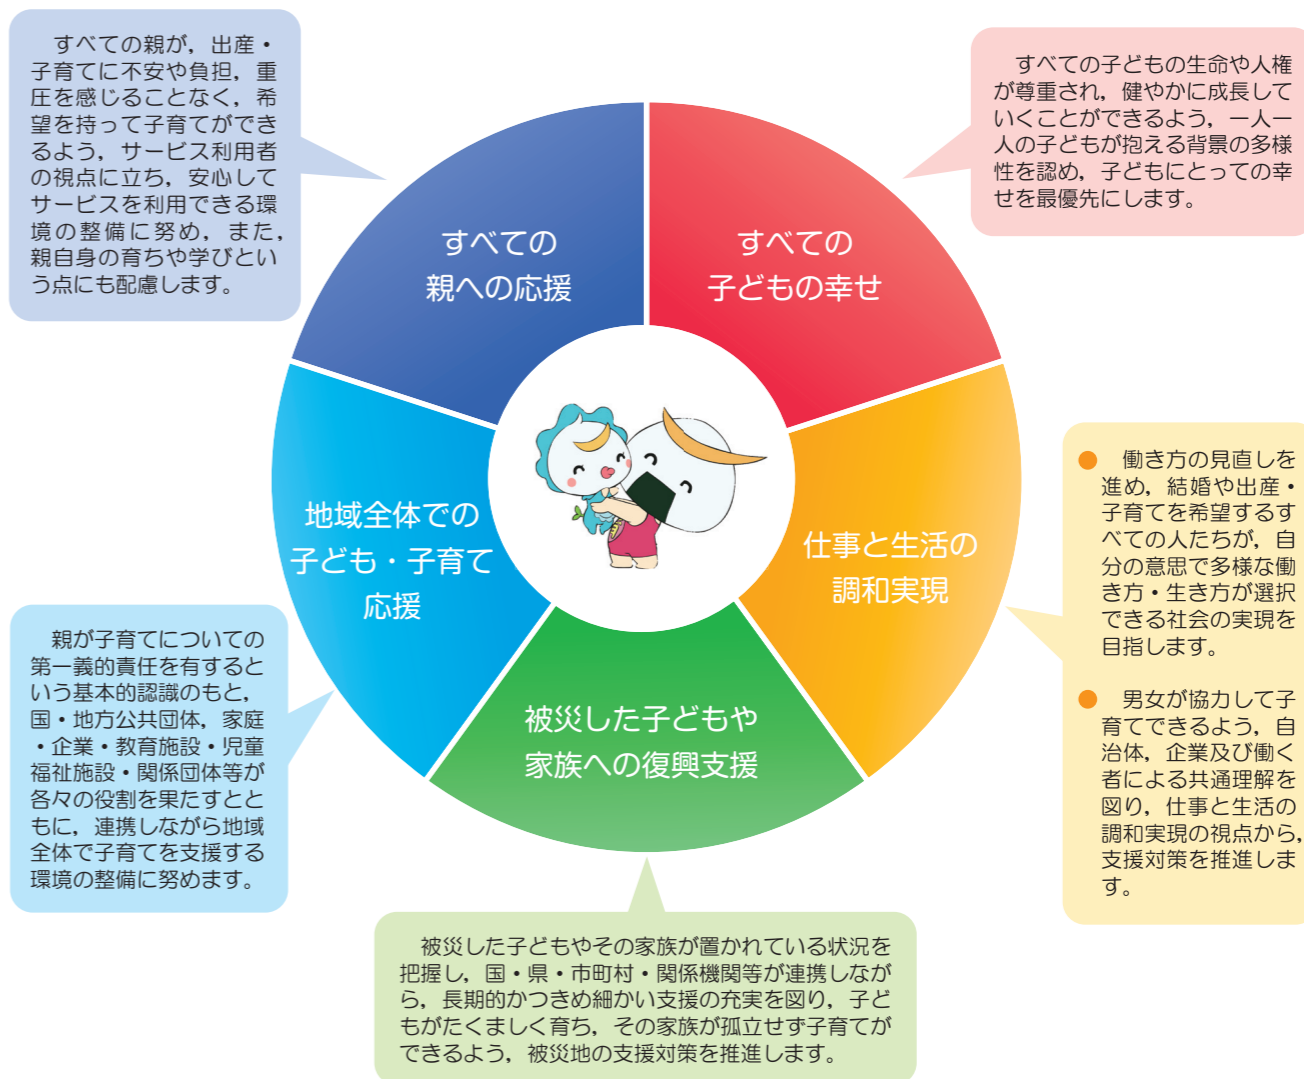 すべての親が，出産・
子育てに不安や負担，重
圧を感じることなく，希
望を持って子育てができ
るよう，サービス利用者
の視点に立ち，安心して
サービスを利用できる環
境の整備に努め，また，
親自身の育ちや学びとい
う点にも配慮します。
すべての子どもの生命や人権
が尊重され，健やかに成長して
いくことができるよう，一人一
人の子どもが抱える背景の多様
性を認め，子どもにとっての幸
せを最優先にします。
すべての
親への応援
すべての
子どもの幸せ
地域全体での
子ども・子育て
応援
仕事と生活の
調和実現
被災した子どもや
家族への復興支援
● 働き方の見直しを
進め，結婚や出産・
子育てを希望するす
べての人たちが，自
分の意思で多様な働
き方・生き方が選択
できる社会の実現を
目指します。
● 男女が協力して子
育てできるよう，自
治体，企業及び働く
者による共通理解を
図り，仕事と生活の
調和実現の視点から，
支援対策を推進しま
す。
親が子育てについての
第一義的責任を有すると
いう基本的認識のもと，
国・地方公共団体，家庭
・企業・教育施設・児童
福祉施設・関係団体等が
各々の役割を果たすとと
もに，連携しながら地域
全体で子育てを支援する
環境の整備に努めます。
被災した子どもやその家族が置かれている状況を
把握し，国・県・市町村・関係機関等が連携しなが
ら，長期的かつきめ細かい支援の充実を図り，子ど
もがたくましく育ち，その家族が孤立せず子育てが
できるよう，被災地の支援対策を推進します。